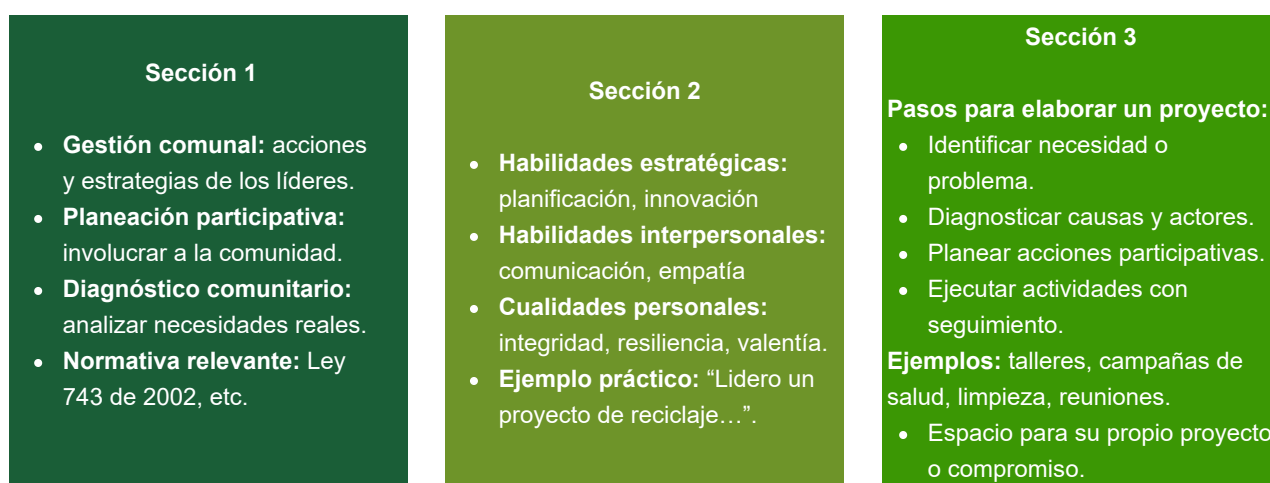 Sección 1
• Gestión comunal: acciones
y estrategias de los líderes.
• Planeación participativa:
involucrar a la comunidad.
• Diagnóstico comunitario:
analizar necesidades reales.
• Normativa relevante: Ley
743 de 2002, etc.
Sección 2
• Habilidades estratégicas:
planificación, innovación
• Habilidades interpersonales:
comunicación, empatía
• Cualidades personales:
integridad, resiliencia, valentía.
• Ejemplo práctico: “Lidero un
proyecto de reciclaje…”.
Sección 3
Pasos para elaborar un proyecto:
• Identificar necesidad o
problema.
• Diagnosticar causas y actores.
• Planear acciones participativas.
• Ejecutar actividades con
seguimiento.
Ejemplos: talleres, campañas de
salud, limpieza, reuniones.
• Espacio para su propio proyecto
o compromiso.